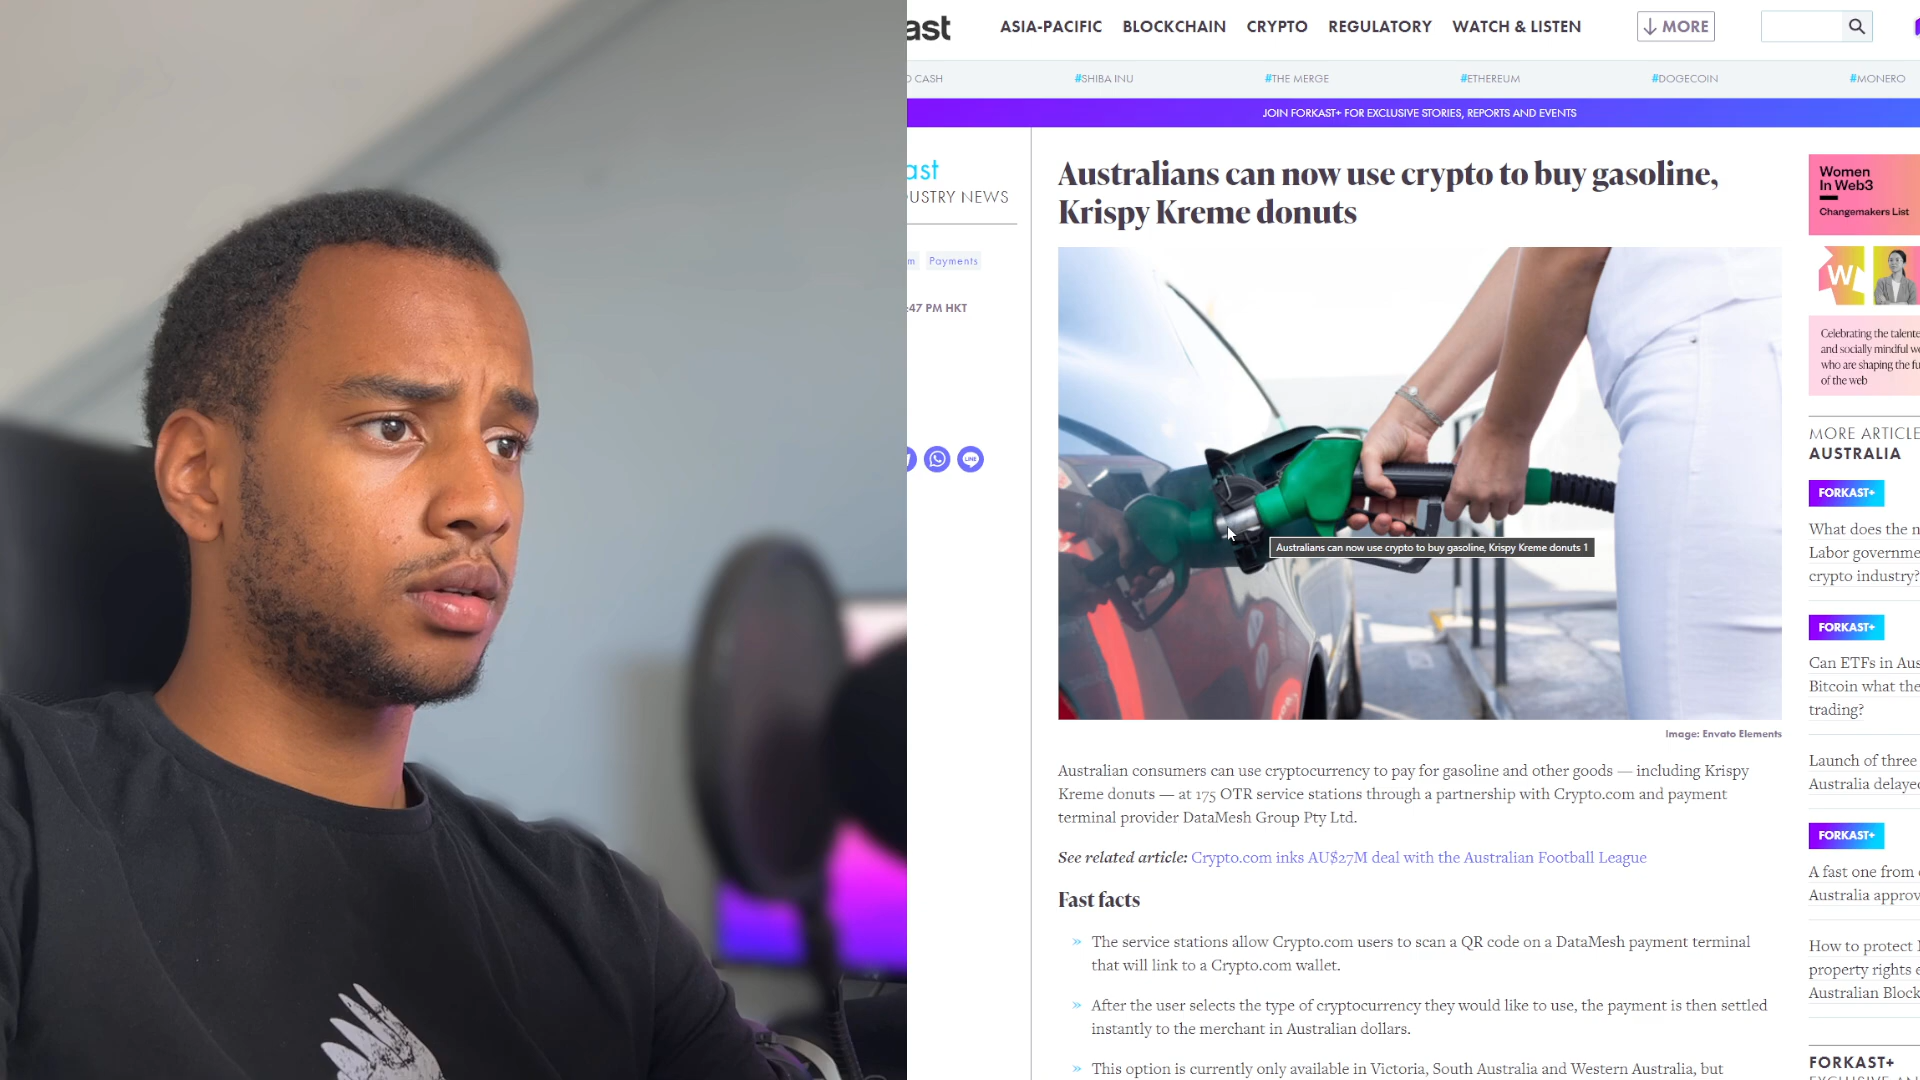 ast
ASIA-PACIFIC BLOCKCHAIN CRYPTO REGULATORY WATCH & LISTEN ↓ MORE
CASH #SHIBA INU #THE MERGE #ETHEREUM #DOGECOIN #MONERO
JOIN FORKAST+ FOR EXCLUSIVE STORIES, REPORTS AND EVENTS
ast
USTRY NEWS
m Payments
:47 PM HKT
Australians can now use crypto to buy gasoline,
Krispy Kreme donuts
Australians can now use crypto to buy gasoline, Krispy Kreme donuts 1
Image: Envato Elements
Australian consumers can use cryptocurrency to pay for gasoline and other goods — including Krispy
Kreme donuts — at 175 OTR service stations through a partnership with Crypto.com and payment
terminal provider DataMesh Group Pty Ltd.
See related article: Crypto.com inks AU$27M deal with the Australian Football League
Fast facts
» The service stations allow Crypto.com users to scan a QR code on a DataMesh payment terminal
that will link to a Crypto.com wallet.
» After the user selects the type of cryptocurrency they would like to use, the payment is then settled
instantly to the merchant in Australian dollars.
» This option is currently only available in Victoria, South Australia and Western Australia, but
Women
In Web3
Changemakers List
W
Celebrating the talente
and socially mindful w
who are shaping the fu
of the web
MORE ARTICLE
AUSTRALIA
FORKAST+
What does the n
Labor governme
crypto industry?
FORKAST+
Can ETFs in Aus
Bitcoin what the
trading?
Launch of three
Australia delayed
FORKAST+
A fast one from
Australia approv
How to protect
property rights e
Australian Block
FORKAST+